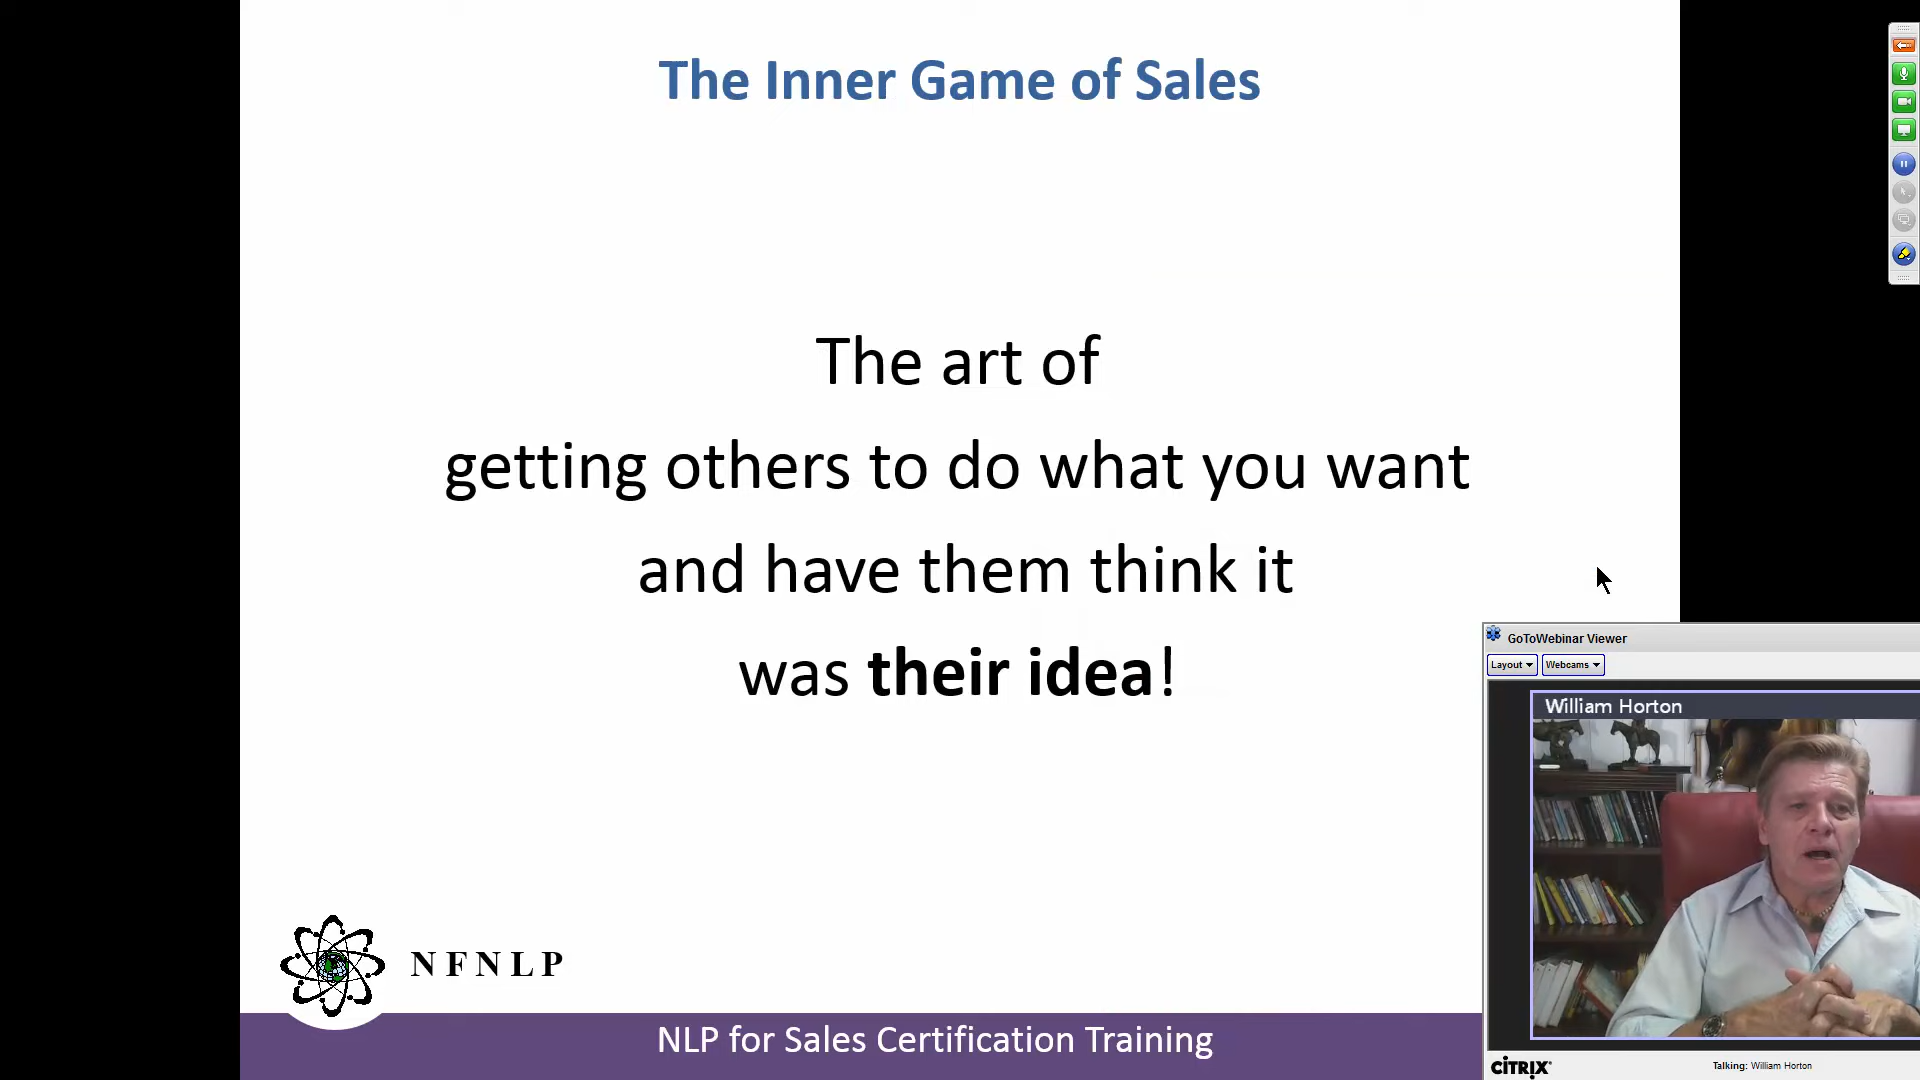 The Inner Game of Sales
The art of
getting others to do what you want
and have them think it
was their idea!
NFNLP
NLP for Sales Certification Training
GoToWebinar Viewer
Layout
Webcams
William Horton
CITRIX
Talking: William Horton